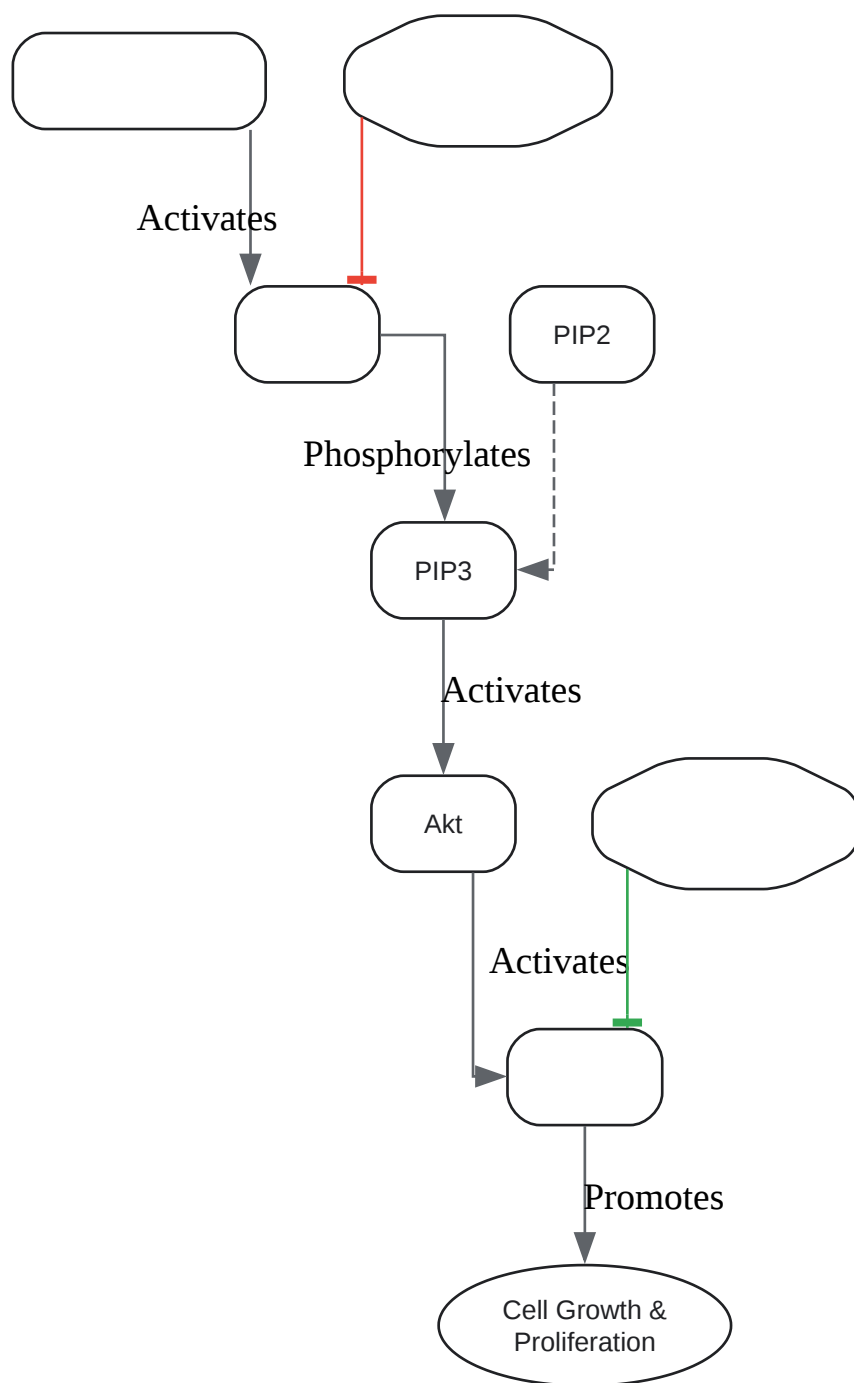 Activates
PIP2
Phosphorylates
PIP3
Activates
Akt
Activates
Promotes
Cell Growth &
Proliferation